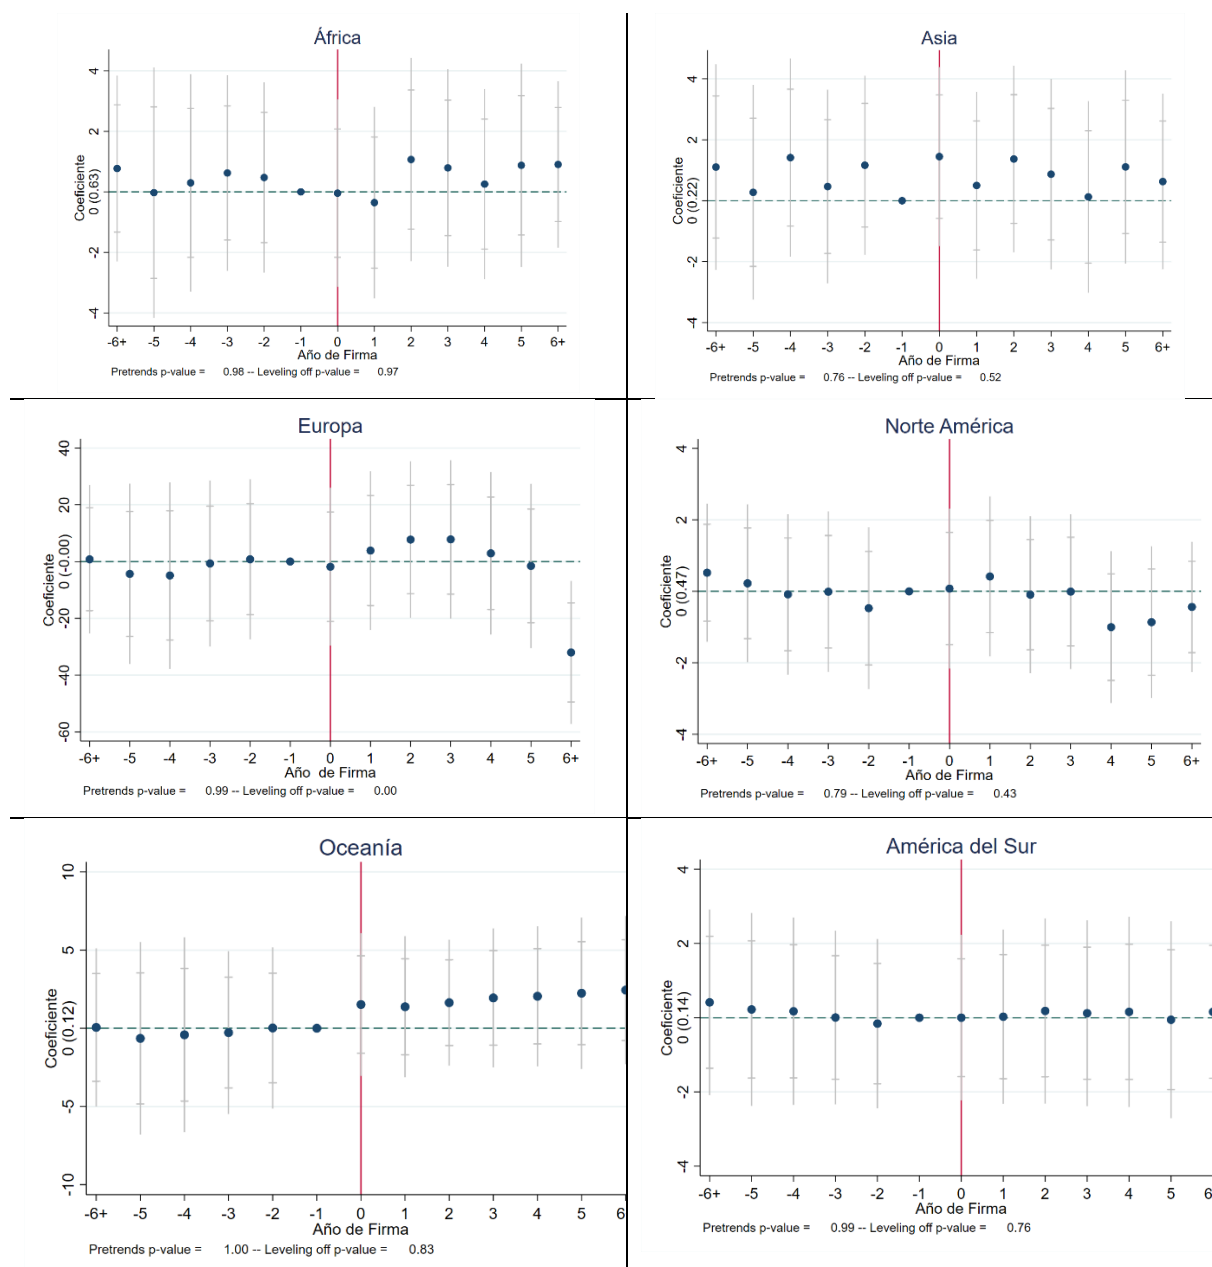 África
4
2
0 (0.63)
-2
-4
Coeficiente
-6+ -5 -4 -3 -2 -1 0 1 2 3 4 5 6+
Año de Firma
Pretrends p-value = 0.98 -- Leveling off p-value = 0.97
Asia
4
2
0 (0.22)
-2
-4
Coeficiente
-6+ -5 -4 -3 -2 -1 0 1 2 3 4 5 6+
Año de Firma
Pretrends p-value = 0.76 -- Leveling off p-value = 0.52
Europa
40
20
0 (-0.00)
-20
-40
-60
Coeficiente
-6+ -5 -4 -3 -2 -1 0 1 2 3 4 5 6+
Año de Firma
Pretrends p-value = 0.99 -- Leveling off p-value = 0.00
Norte América
4
2
0 (0.47)
-2
-4
Coeficiente
-6+ -5 -4 -3 -2 -1 0 1 2 3 4 5 6+
Año de Firma
Pretrends p-value = 0.79 -- Leveling off p-value = 0.43
Oceanía
10
5
0 (0.12)
-5
-10
Coeficiente
-6+ -5 -4 -3 -2 -1 0 1 2 3 4 5 6
Año de Firma
Pretrends p-value = 1.00 -- Leveling off p-value = 0.83
América del Sur
4
2
0 (0.14)
-2
-4
Coeficiente
-6+ -5 -4 -3 -2 -1 0 1 2 3 4 5 6
Año de Firma
Pretrends p-value = 0.99 -- Leveling off p-value = 0.76